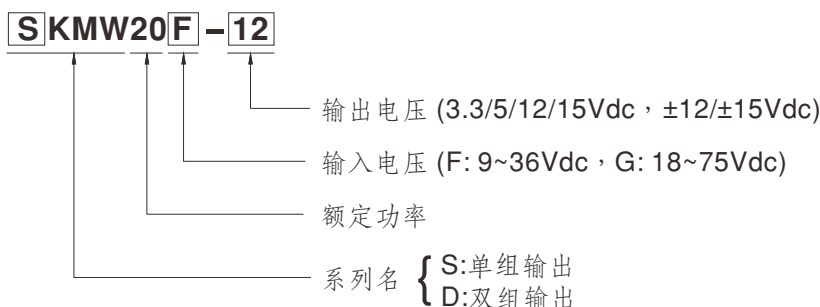 SKMW20F-12
输出电压 (3.3/5/12/15Vdc，±12/±15Vdc)
输入电压 (F: 9~36Vdc，G: 18~75Vdc)
额定功率
系列名 { S:单组输出
D:双组输出